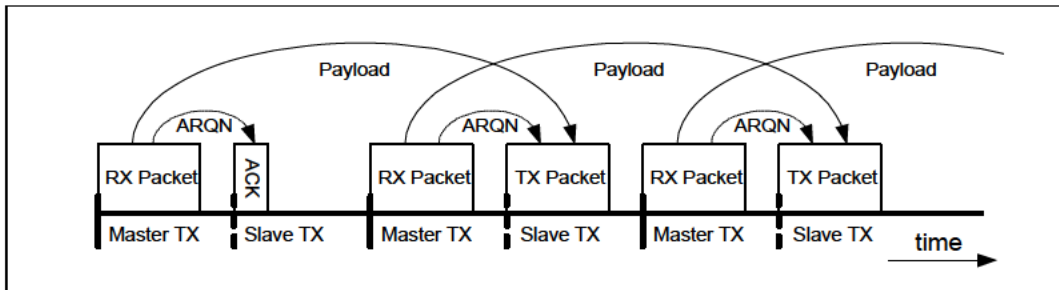 Payload Payload Payload
ARQN ARQN ARQN
RX Packet ACK RX Packet TX Packet RX Packet TX Packet
Master TX Slave TX Master TX Slave TX Master TX Slave TX
time